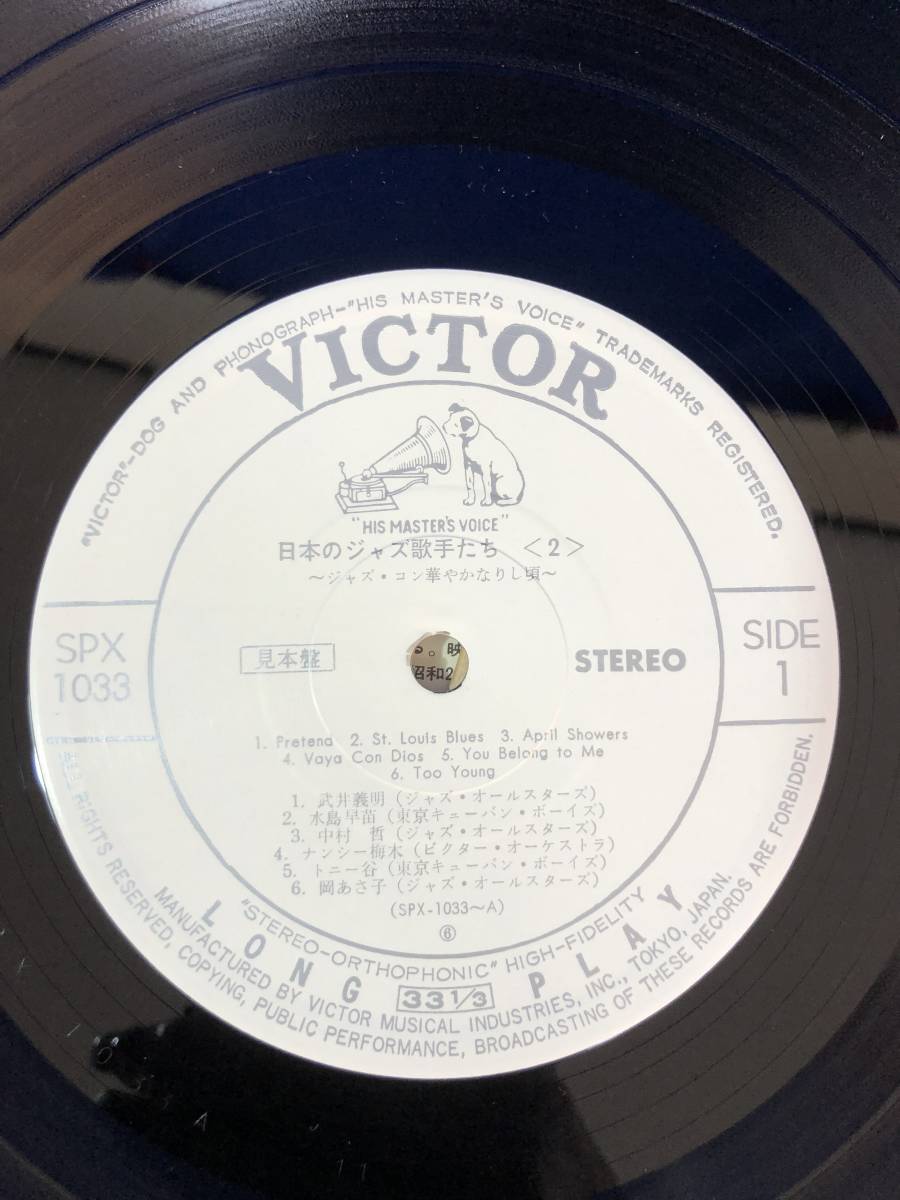 "VICTOR"–DOG AND PHONOGRAPH–"HIS MASTER'S VOICE" TRADEMARKS REGISTERED.
VICTOR
"HIS MASTER'S VOICE"
日本のジャズ歌手たち 〈2〉
〜ジャズ・コン華やかなりし頃〜
SPX
1033
見本盤
る。映
昭和2
STEREO
SIDE
1
1. Pretend 2. St. Louis Blues 3. April Showers
4. Vaya Con Dios 5. You Belong to Me
6. Too Young
1. 武井義明(ジャズ・オールスターズ)
2. 水島早苗(東京キューバン・ボーイズ)
3. 中村 哲(ジャズ・オールスターズ)
4. ナンシー梅木(ビクター・オーケストラ)
5. トニー谷(東京キューバン・ボーイズ)
6. 岡あさ子(ジャズ・オールスターズ)
(SPX-1033〜A)
⑥
"STEREO-ORTHOPHONIC" HIGH-FIDELITY
LONG 33 1/3 PLAY
MANUFACTURED BY VICTOR MUSICAL INDUSTRIES, INC., TOKYO, JAPAN.
ALL RIGHTS RESERVED, COPYING, PUBLIC PERFORMANCE, BROADCASTING OF THESE RECORDS ARE FORBIDDEN.
A
11